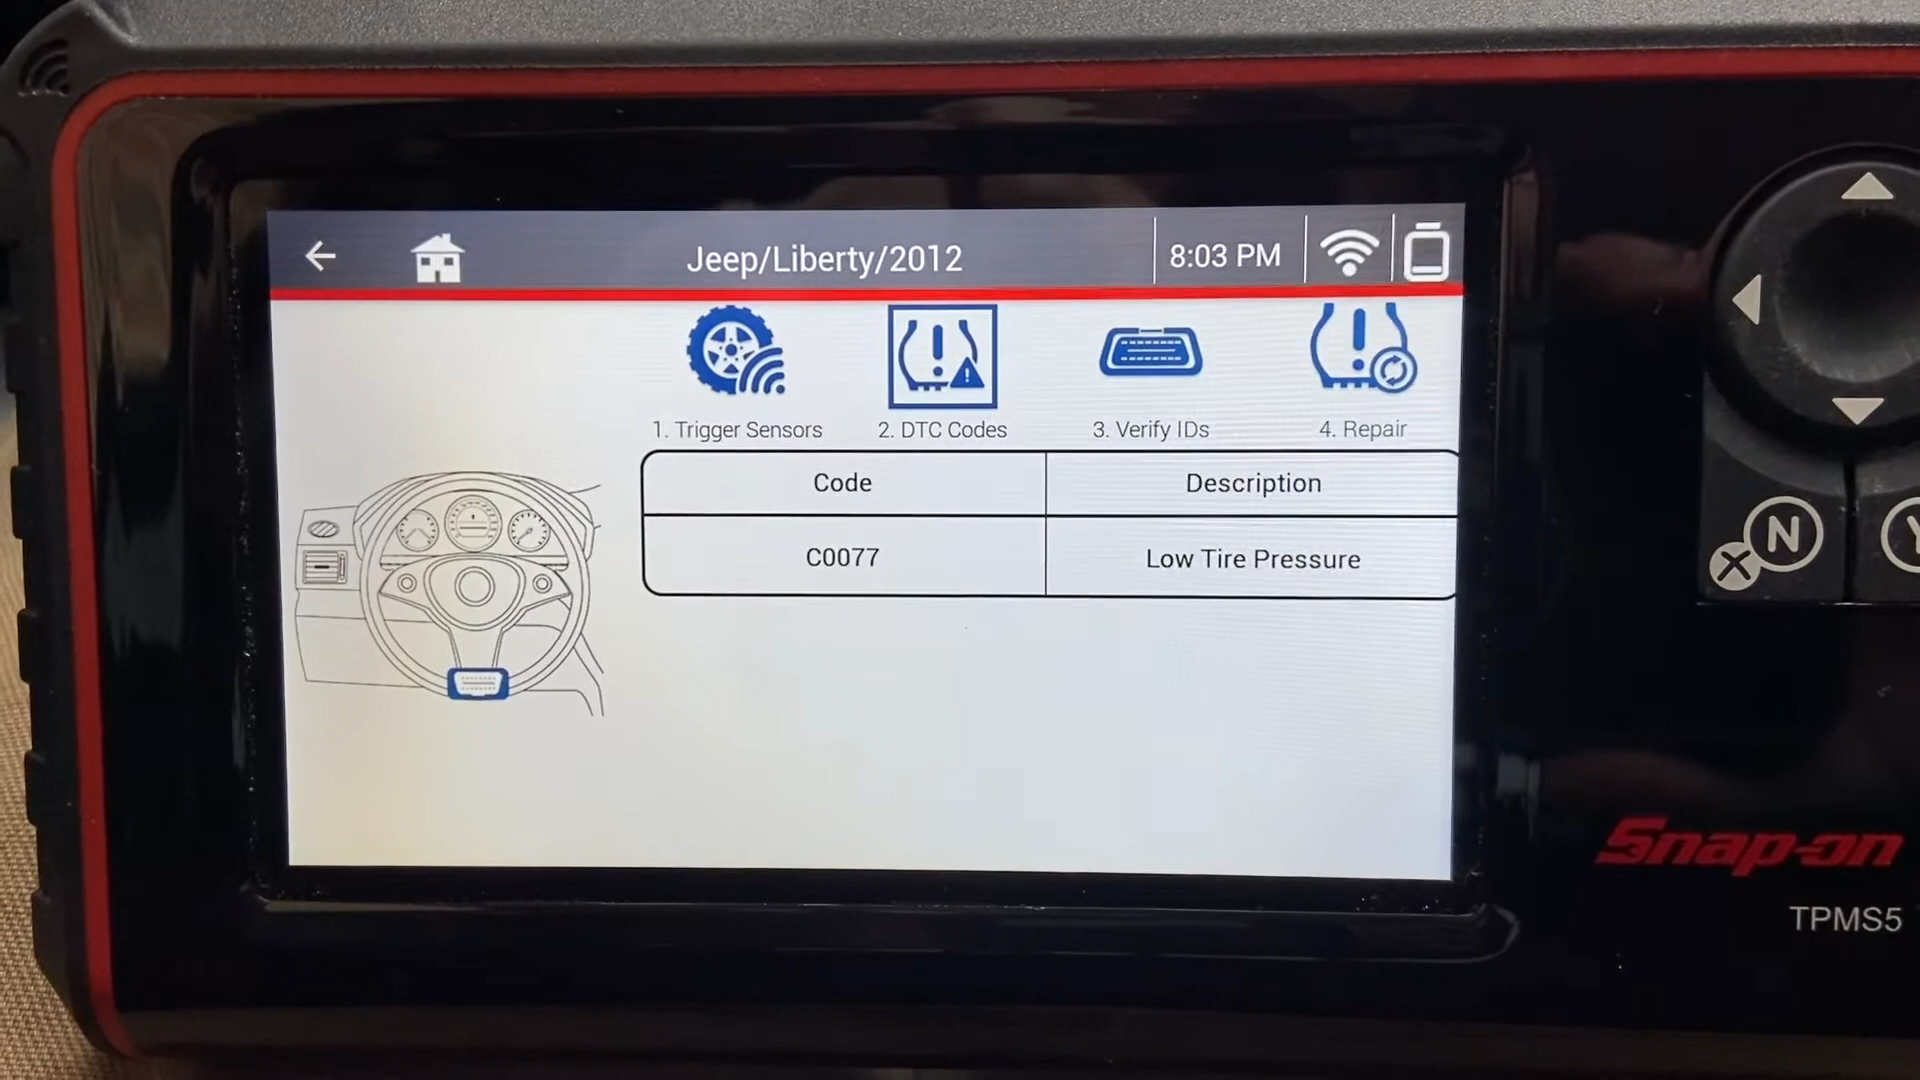 Jeep/Liberty/2012
8:03 PM
1. Trigger Sensors
2. DTC Codes
3. Verify IDs
4. Repair
Code
Description
C0077
Low Tire Pressure
N
Y
Snap-on
TPMS5